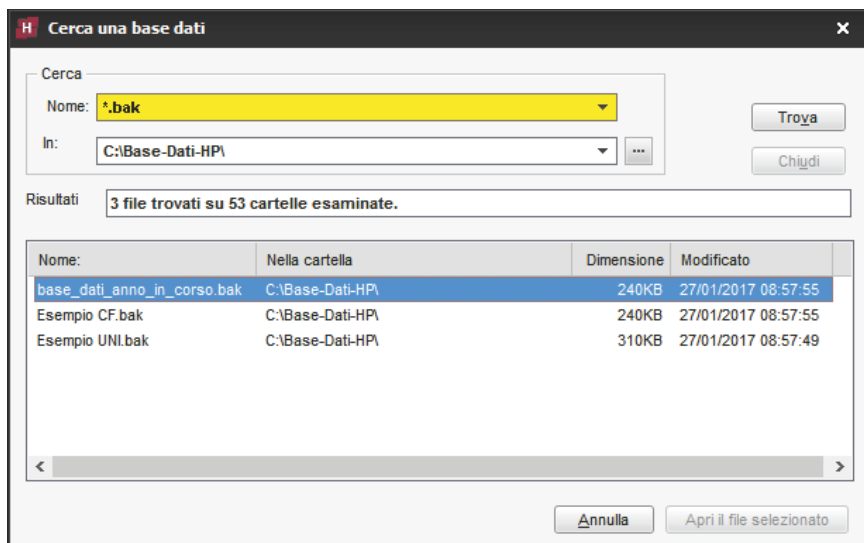 H Cerca una base dati
Cerca
Nome: *.bak
Trova
In: C:\Base-Dati-HP\ ...
Chiudi
Risultati 3 file trovati su 53 cartelle esaminate.
Nome: Nella cartella Dimensione Modificato
base_dati_anno_in_corso.bak C:\Base-Dati-HP\ 240KB 27/01/2017 08:57:55
Esempio CF.bak C:\Base-Dati-HP\ 240KB 27/01/2017 08:57:55
Esempio UNI.bak C:\Base-Dati-HP\ 310KB 27/01/2017 08:57:49
Annulla Apri il file selezionato